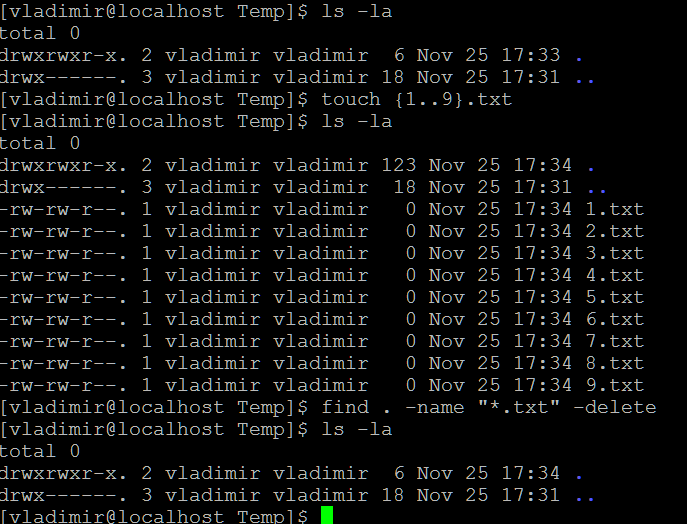 [vladimir@localhost Temp]$ ls -la
total 0
drwxrwxr-x. 2 vladimir vladimir  6 Nov 25 17:33 .
drwx------. 3 vladimir vladimir 18 Nov 25 17:31 ..
[vladimir@localhost Temp]$ touch {1..9}.txt
[vladimir@localhost Temp]$ ls -la
total 0
drwxrwxr-x. 2 vladimir vladimir 123 Nov 25 17:34 .
drwx------. 3 vladimir vladimir  18 Nov 25 17:31 ..
-rw-rw-r--. 1 vladimir vladimir   0 Nov 25 17:34 1.txt
-rw-rw-r--. 1 vladimir vladimir   0 Nov 25 17:34 2.txt
-rw-rw-r--. 1 vladimir vladimir   0 Nov 25 17:34 3.txt
-rw-rw-r--. 1 vladimir vladimir   0 Nov 25 17:34 4.txt
-rw-rw-r--. 1 vladimir vladimir   0 Nov 25 17:34 5.txt
-rw-rw-r--. 1 vladimir vladimir   0 Nov 25 17:34 6.txt
-rw-rw-r--. 1 vladimir vladimir   0 Nov 25 17:34 7.txt
-rw-rw-r--. 1 vladimir vladimir   0 Nov 25 17:34 8.txt
-rw-rw-r--. 1 vladimir vladimir   0 Nov 25 17:34 9.txt
[vladimir@localhost Temp]$ find . -name "*.txt" -delete
[vladimir@localhost Temp]$ ls -la
total 0
drwxrwxr-x. 2 vladimir vladimir  6 Nov 25 17:34 .
drwx------. 3 vladimir vladimir 18 Nov 25 17:31 ..
[vladimir@localhost Temp]$